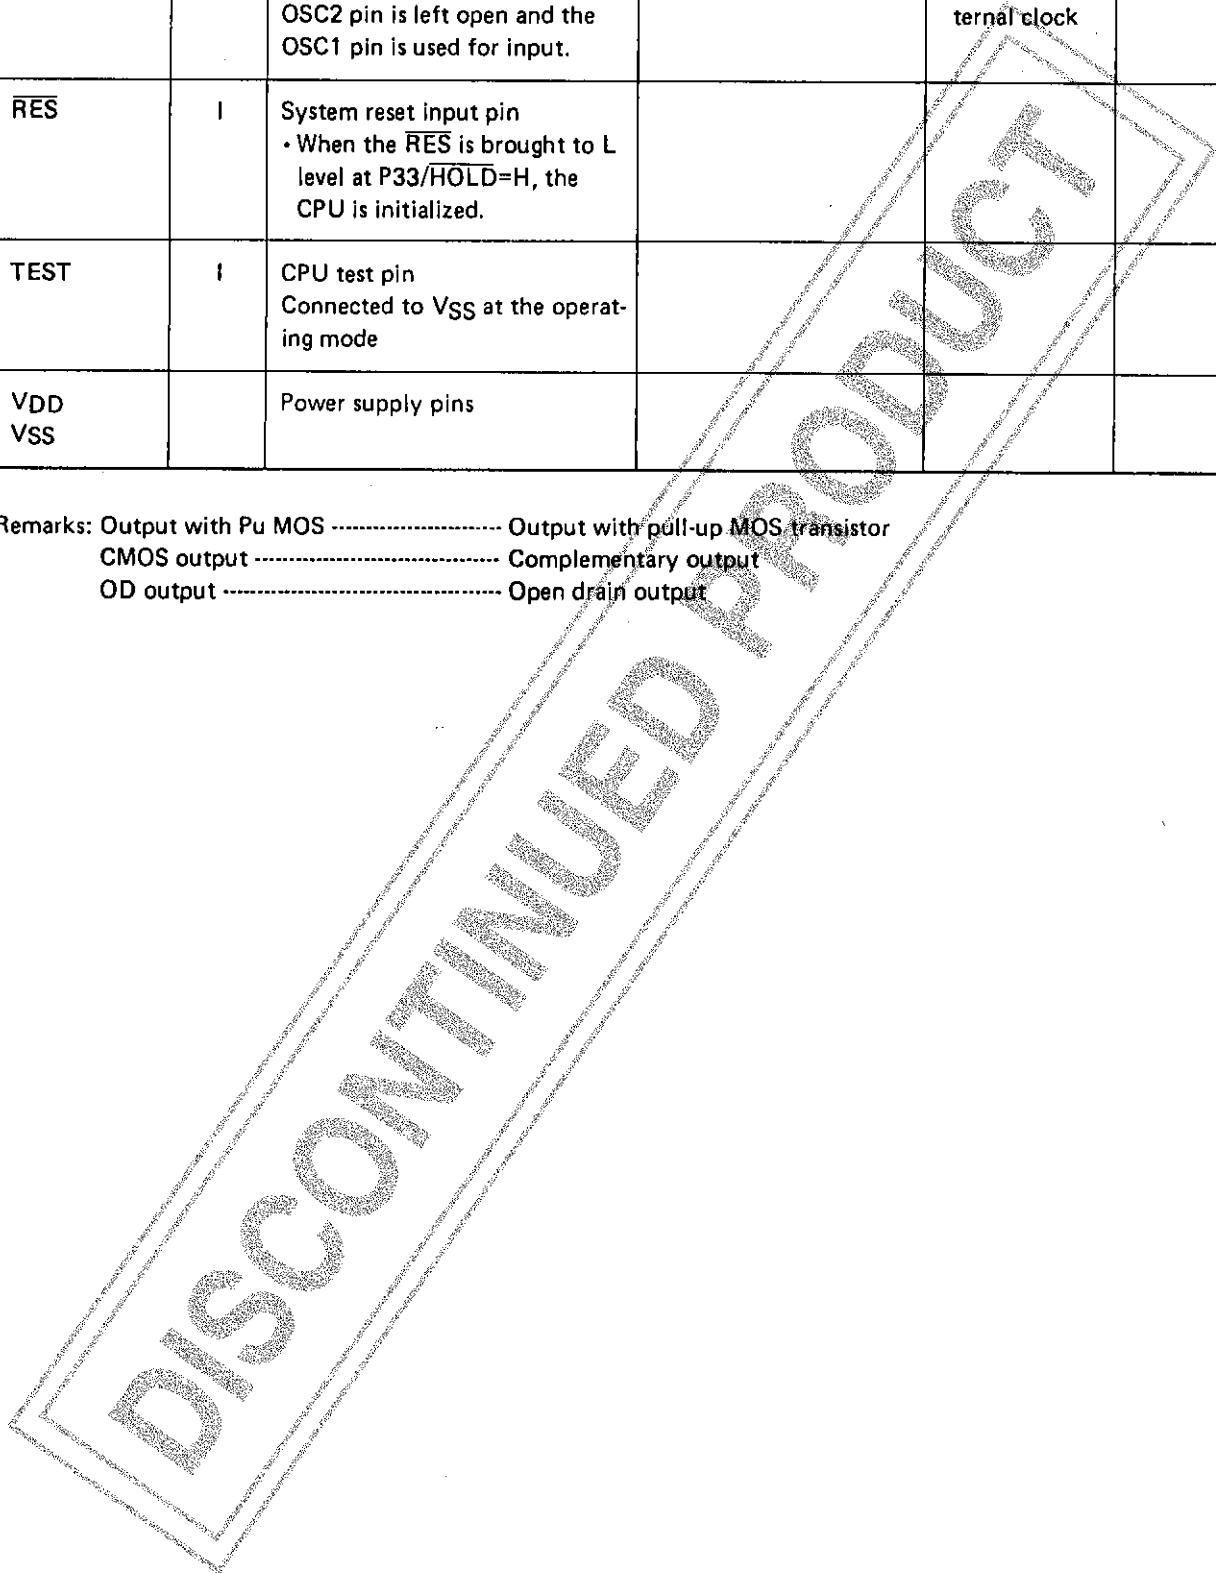 OSC2 pin is left open and the
OSC1 pin is used for input.
ternal clock
R̅E̅S̅ I System reset input pin
• When the R̅E̅S̅ is brought to L
level at P33/H̅O̅L̅D̅=H, the
CPU is initialized.
TEST I CPU test pin
Connected to VSS at the operat-
ing mode
VDD Power supply pins
VSS
Remarks: Output with Pu MOS ------------------------ Output with pull-up MOS transistor
CMOS output ---------------------------------- Complementary output
OD output --------------------------------------- Open drain output
DISCONTINUED PRODUCT